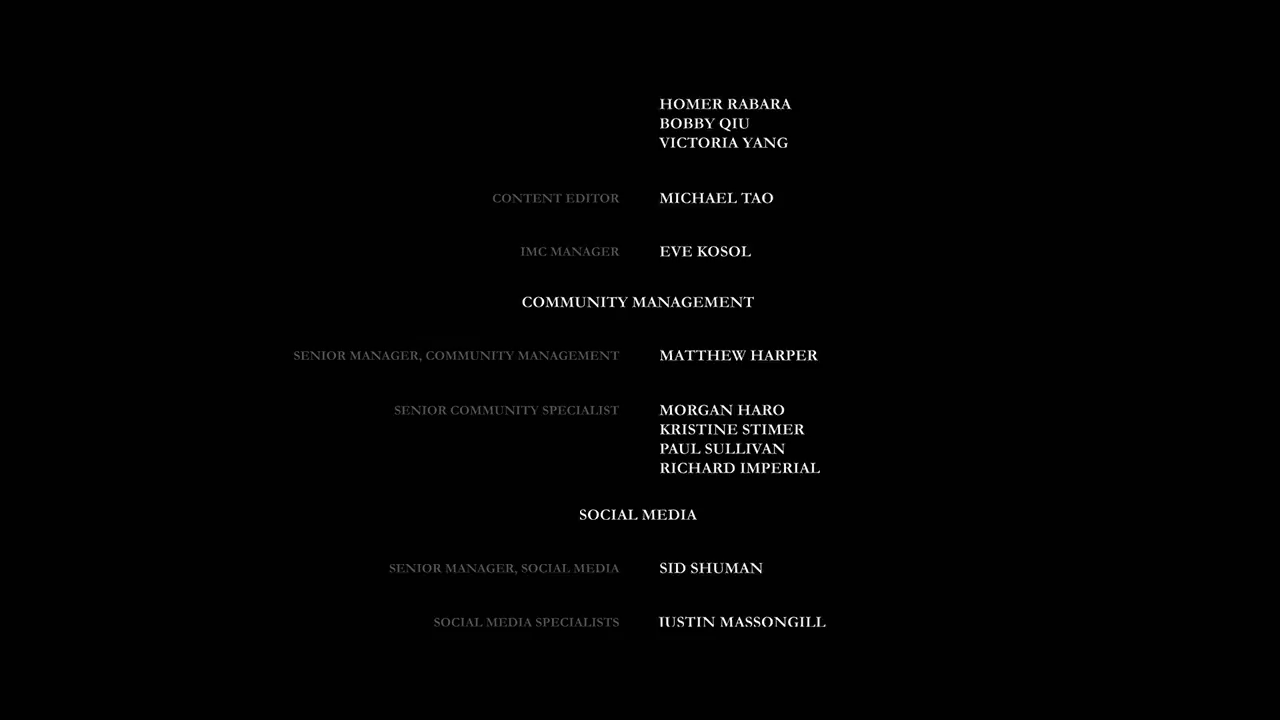 HOMER RABARA
BOBBY QIU
VICTORIA YANG
CONTENT EDITOR MICHAEL TAO
IMC MANAGER EVE KOSOL
COMMUNITY MANAGEMENT
SENIOR MANAGER, COMMUNITY MANAGEMENT MATTHEW HARPER
SENIOR COMMUNITY SPECIALIST MORGAN HARO
KRISTINE STIMER
PAUL SULLIVAN
RICHARD IMPERIAL
SOCIAL MEDIA
SENIOR MANAGER, SOCIAL MEDIA SID SHUMAN
SOCIAL MEDIA SPECIALISTS JUSTIN MASSONGILL